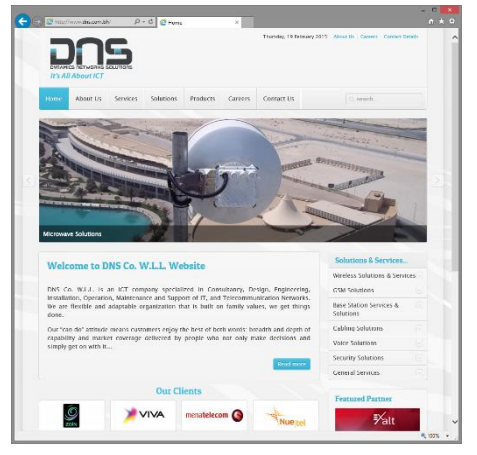 http://www.dns.com.bh/
Home
Thursday, 19 February 2015 About Us Careers Contact Details
DNS
DYNAMICS NETWORKS SOLUTIONS
It's All About ICT
Home About Us Services Solutions Products Careers Contact Us
search
Microwave Solutions
Welcome to DNS Co. W.L.L. Website
DNS Co. W.L.L. is an ICT company specialized in Consultancy, Design, Engineering,
Installation, Operation, Maintenance and Support of IT, and Telecommunication Networks.
We are flexible and adaptable organization that is built on family values, we get things
done.
Our "can do" attitude means customers enjoy the best of both words: breadth and depth of
capability and market coverage delivered by people who not only make decisions and
simply get on with it...
Read more
Solutions & Services...
Wireless Solutions & Services
GSM Solutions
Base Station Services &
Solutions
Cabling Solutions
Voice Solutions
Security Solutions
General Services
Our Clients
zain
VIVA
menatelecom
Nuetel
Featured Partner
Exalt
100%